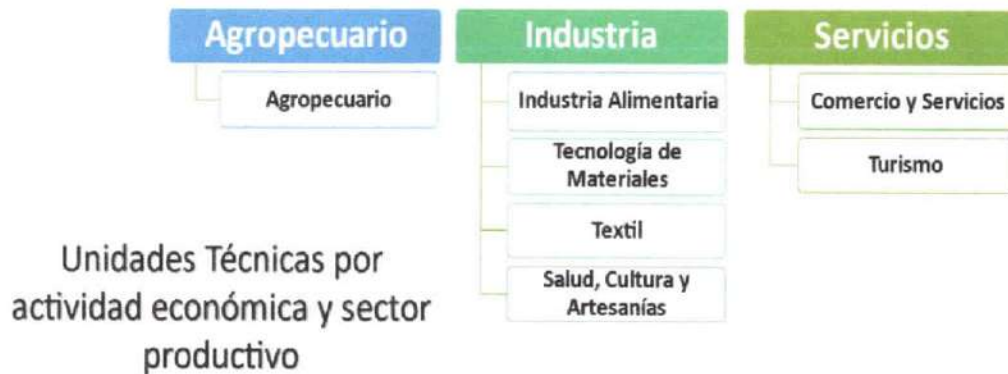 Agropecuario
Agropecuario
Industria
Industria Alimentaria
Tecnología de
Materiales
Textil
Salud, Cultura y
Artesanías
Servicios
Comercio y Servicios
Turismo
Unidades Técnicas por
actividad económica y sector
productivo